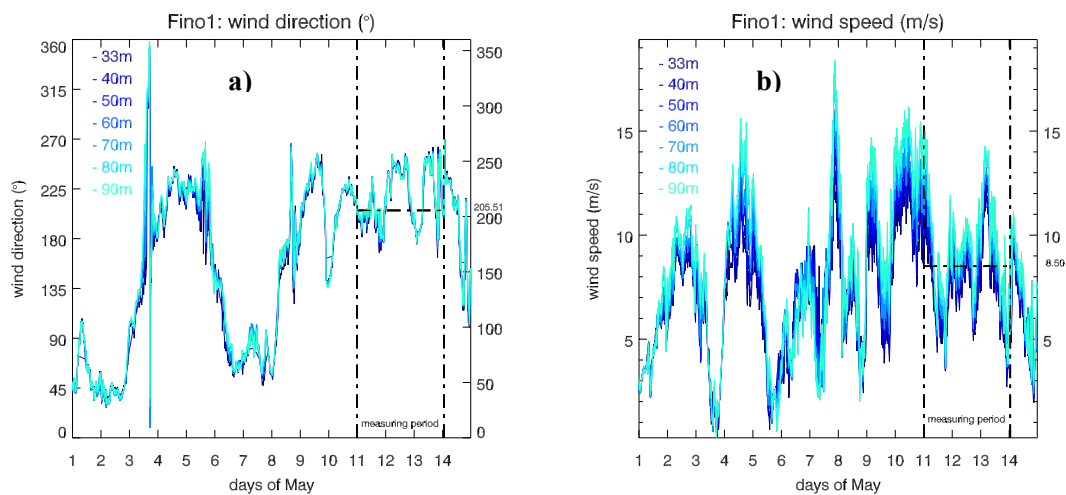 Fino1: wind direction (°)
360
315
270
225
180
135
90
45
0
wind direction (°)
- 33m
- 40m
- 50m
- 60m
- 70m
- 80m
- 90m
a)
350
300
250
205.51
200
150
100
50
0
measuring period
1 2 3 4 5 6 7 8 9 10 11 12 13 14
days of May
Fino1: wind speed (m/s)
15
10
5
wind speed (m/s)
- 33m
- 40m
- 50m
- 60m
- 70m
- 80m
- 90m
b)
15
10
5
wind speed (m/s)
measuring period
1 2 3 4 5 6 7 8 9 10 11 12 13 14
days of May